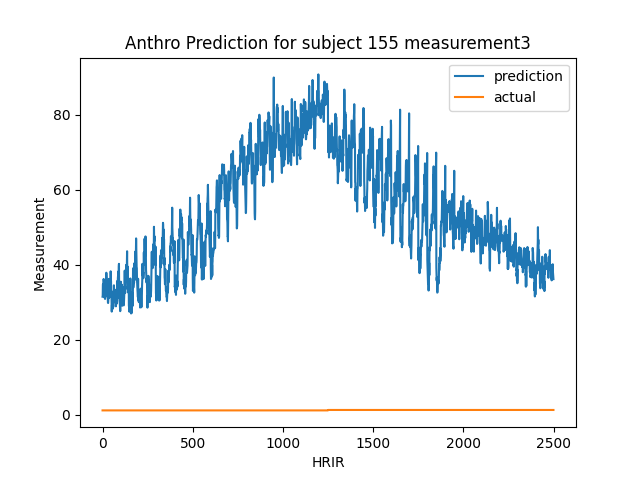 Anthro Prediction for subject 155 measurement3
prediction
actual
80
60
40
20
0
Measurement
0
500
1000
1500
2000
2500
HRIR